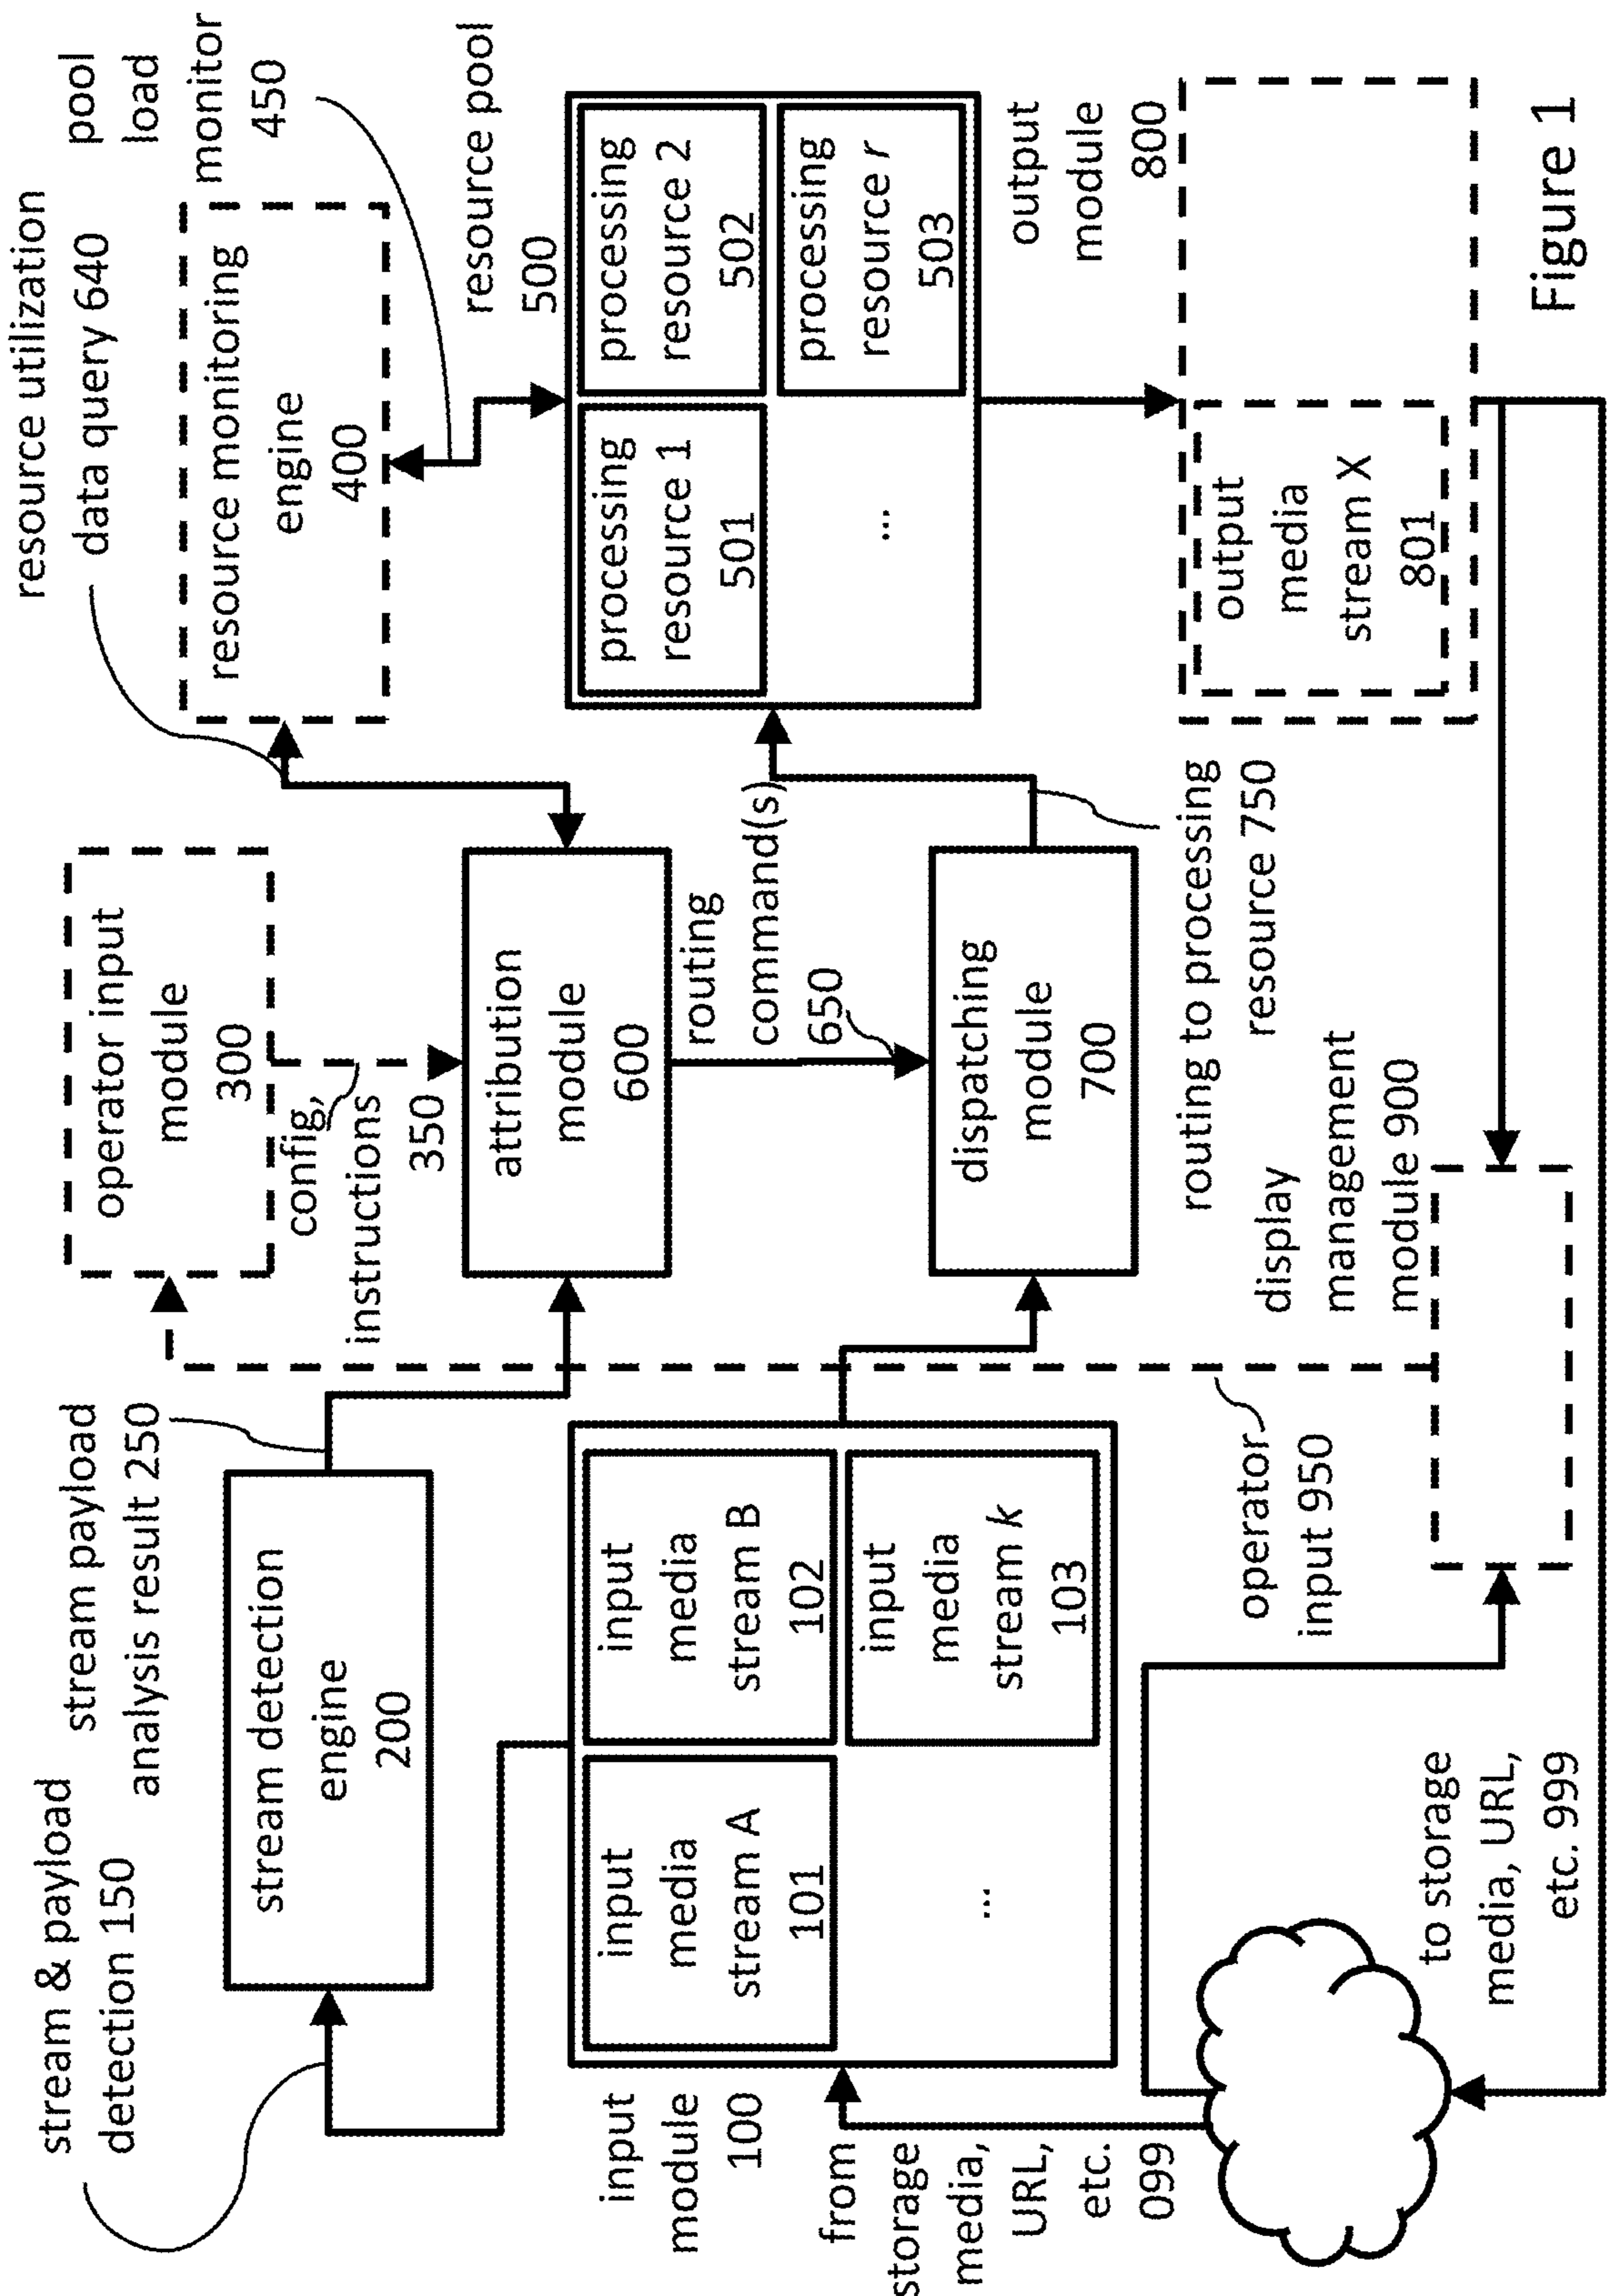 stream & payload
detection 150
stream payload
analysis result 250
stream detection
engine
200
operator input
module
300
config,
instructions
350
resource utilization
data query 640
resource monitoring
engine
400
pool
load
monitor
450
input
module
100
input
media
stream A
101
input
media
stream B
102
...
input
media
stream k
103
attribution
module
600
routing
command(s)
650
dispatching
module
700
resource pool
500
processing
resource 1
501
processing
resource 2
502
...
processing
resource r
503
from
storage
media,
URL,
etc.
099
operator
input 950
display
management
module 900
routing to processing
resource 750
output
module
800
output
media
stream X
801
to storage
media, URL,
etc. 999
Figure 1